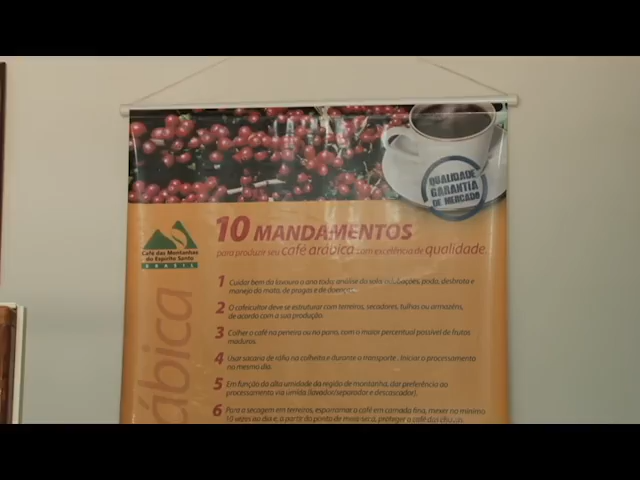 QUALIDADE
GARANTIA
DE MERCADO
10 MANDAMENTOS
para produzir seu café arábica com excelência de qualidade
Café das Montanhas
do Espírito Santo
BRASIL
arábica
1 Cuidar bem da lavoura o ano todo: análise do solo, adubações, poda, desbrota e
manejo do mato, de pragas e de doenças.
2 O cafeicultor deve se estruturar com terreiros, secadores, tulhas ou armazéns,
de acordo com a sua produção.
3 Colher o café na peneira ou no pano, com o maior percentual possível de frutos
maduros.
4 Usar sacaria de ráfia na colheita e durante o transporte. Iniciar o processamento
no mesmo dia.
5 Em função da alta umidade da região de montanha, dar preferência ao
processamento via úmida (lavador/separador e descascador).
6 Para a secagem em terreiros, esparramar o café em camada fina, mexer no mínimo
10 vezes ao dia e, a partir do ponto de meia-seca, proteger o café das chuvas.